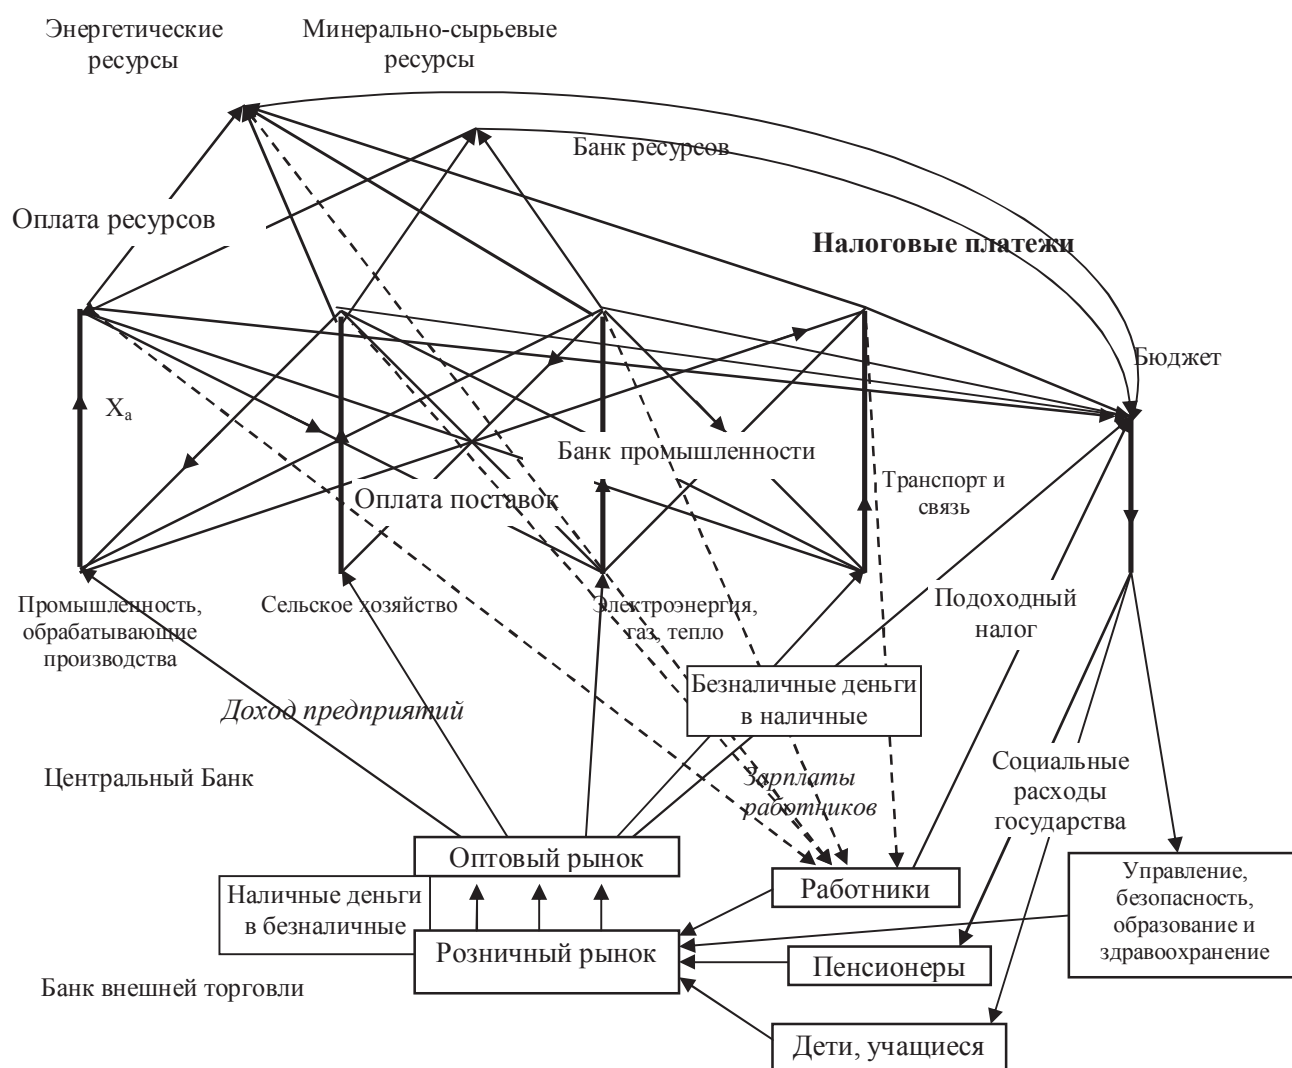 Энергетические
ресурсы
Минерально-сырьевые
ресурсы
Банк ресурсов
Оплата ресурсов
Налоговые платежи
Бюджет
Xa
Банк промышленности
Оплата поставок
Транспорт и
связь
Промышленность,
обрабатывающие
производства
Сельское хозяйство
Электроэнергия,
газ, тепло
Подоходный
налог
Безналичные деньги
в наличные
Доход предприятий
Центральный Банк
Зарплаты
работников
Социальные
расходы
государства
Оптовый рынок
Наличные деньги
в безналичные
Работники
Управление,
безопасность,
образование и
здравоохранение
Розничный рынок
Пенсионеры
Банк внешней торговли
Дети, учащиеся